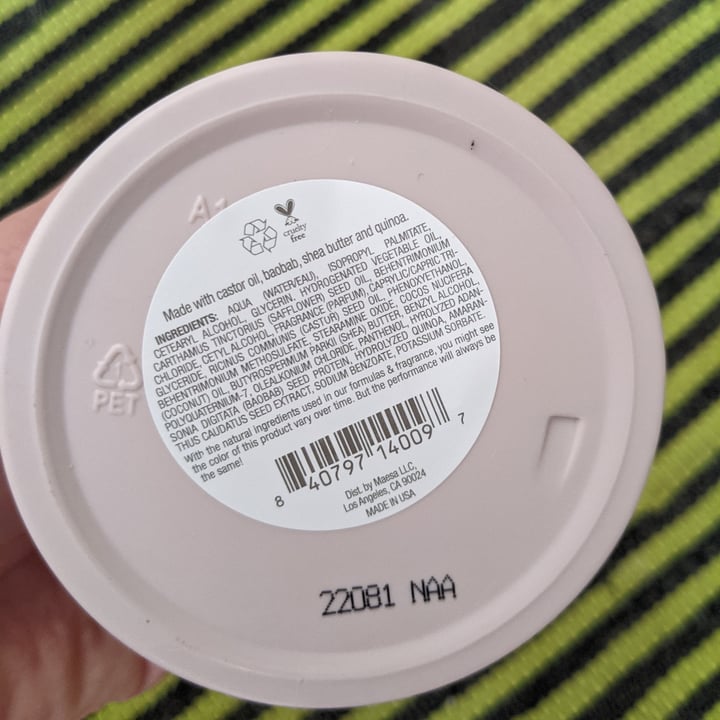 A
cruelty
free
Made with castor oil, baobab, shea butter and quinoa.
INGREDIENTS: AQUA (WATER/EAU), ISOPROPYL PALMITATE,
CETEARYL ALCOHOL, GLYCERIN, HYDROGENATED VEGETABLE OIL,
CARTHAMUS TINCTORIUS (SAFFLOWER) SEED OIL, BEHENTRIMONIUM
CHLORIDE, CETYL ALCOHOL, FRAGRANCE (PARFUM) CAPRYLIC/CAPRIC TRI-
GLYCERIDE, RICINUS COMMUNIS (CASTUR) SEED OIL, PHENOXYETHANOL,
BEHENTRIMONIUM METHOSULFATE, STEARAMINE OXIDE, COCOS NUCIFERA
(COCONUT) OIL, BUTYROSPERMUM PARKII (SHEA) BUTTER, BENZYL ALCOHOL,
POLYQUATERNIUM-7, OLEALKONIUM CHLORIDE, PANTHENOL, HYROLYZED ADAN-
SONIA DIGITATA (BAOBAB) SEED PROTEIN, HYDROLYZED QUINOA, AMARAN-
THUS CAUDATUS SEED EXTRACT, SODIUM BENZOATE, POTASSIUM SORBATE.
With the natural ingredients used in our formulas & fragrance, you might see
the color of this product vary over time. But the performance will always be
the same!
8 40797 14009 7
Dist. by Maesa LLC,
Los Angeles, CA 90024
MADE IN USA
PET
22081 NAA